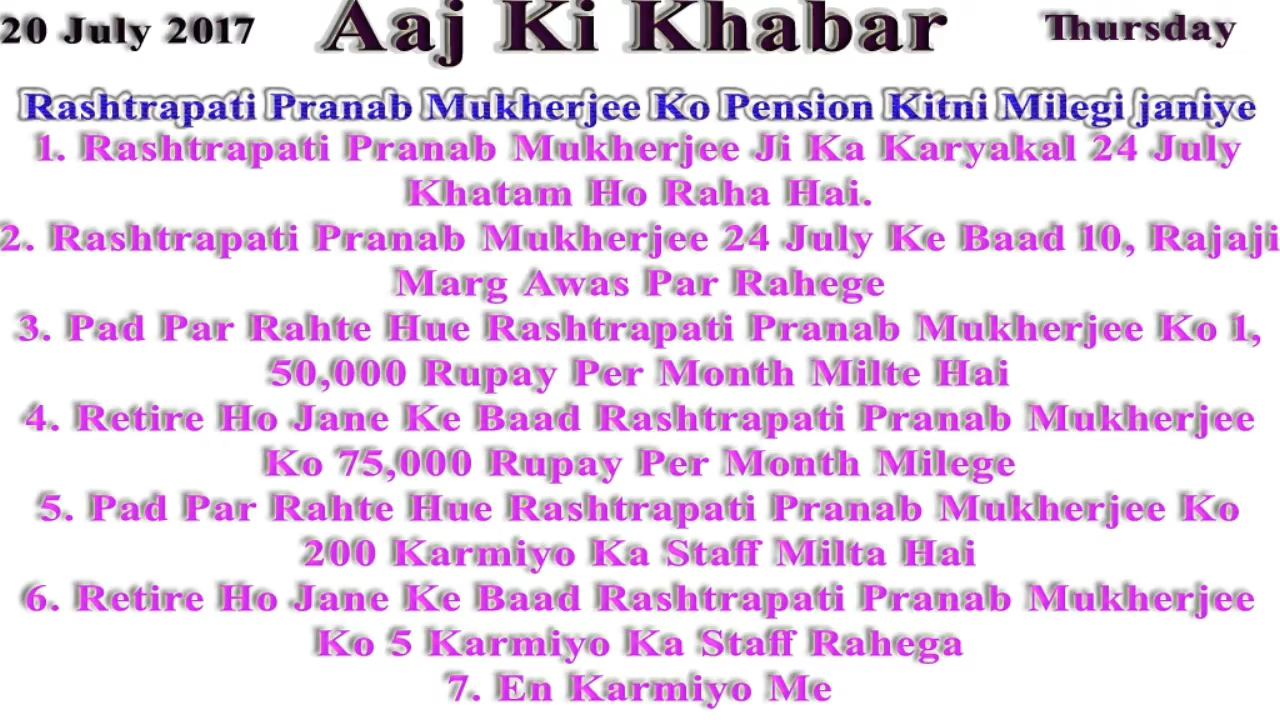 20 July 2017 Aaj Ki Khabar Thursday
Rashtrapati Pranab Mukherjee Ko Pension Kitni Milegi janiye
1. Rashtrapati Pranab Mukherjee Ji Ka Karyakal 24 July
Khatam Ho Raha Hai.
2. Rashtrapati Pranab Mukherjee 24 July Ke Baad 10, Rajaji
Marg Awas Par Rahege
3. Pad Par Rahte Hue Rashtrapati Pranab Mukherjee Ko 1,
50,000 Rupay Per Month Milte Hai
4. Retire Ho Jane Ke Baad Rashtrapati Pranab Mukherjee
Ko 75,000 Rupay Per Month Milege
5. Pad Par Rahte Hue Rashtrapati Pranab Mukherjee Ko
200 Karmiyo Ka Staff Milta Hai
6. Retire Ho Jane Ke Baad Rashtrapati Pranab Mukherjee
Ko 5 Karmiyo Ka Staff Rahega
7. En Karmiyo Me